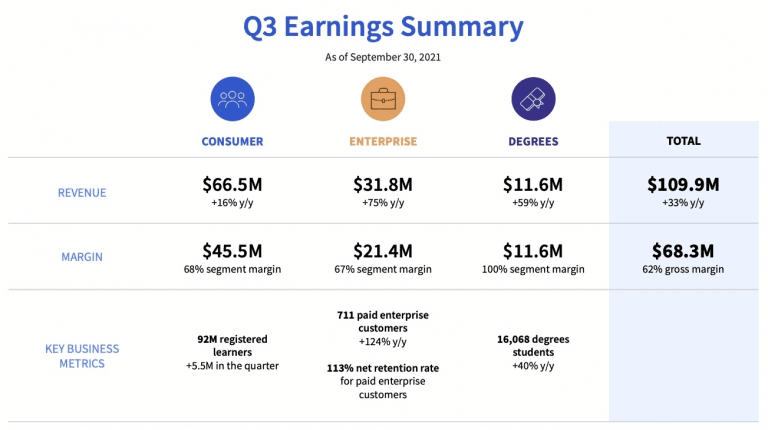 Q3 Earnings Summary
As of September 30, 2021
CONSUMER
ENTERPRISE
DEGREES
TOTAL
REVENUE
$66.5M
+16% y/y
$31.8M
+75% y/y
$11.6M
+59% y/y
$109.9M
+33% y/y
MARGIN
$45.5M
68% segment margin
$21.4M
67% segment margin
$11.6M
100% segment margin
$68.3M
62% gross margin
KEY BUSINESS
METRICS
92M registered
learners
+5.5M in the quarter
711 paid enterprise
customers
+124% y/y
113% net retention rate
for paid enterprise
customers
16,068 degrees
students
+40% y/y